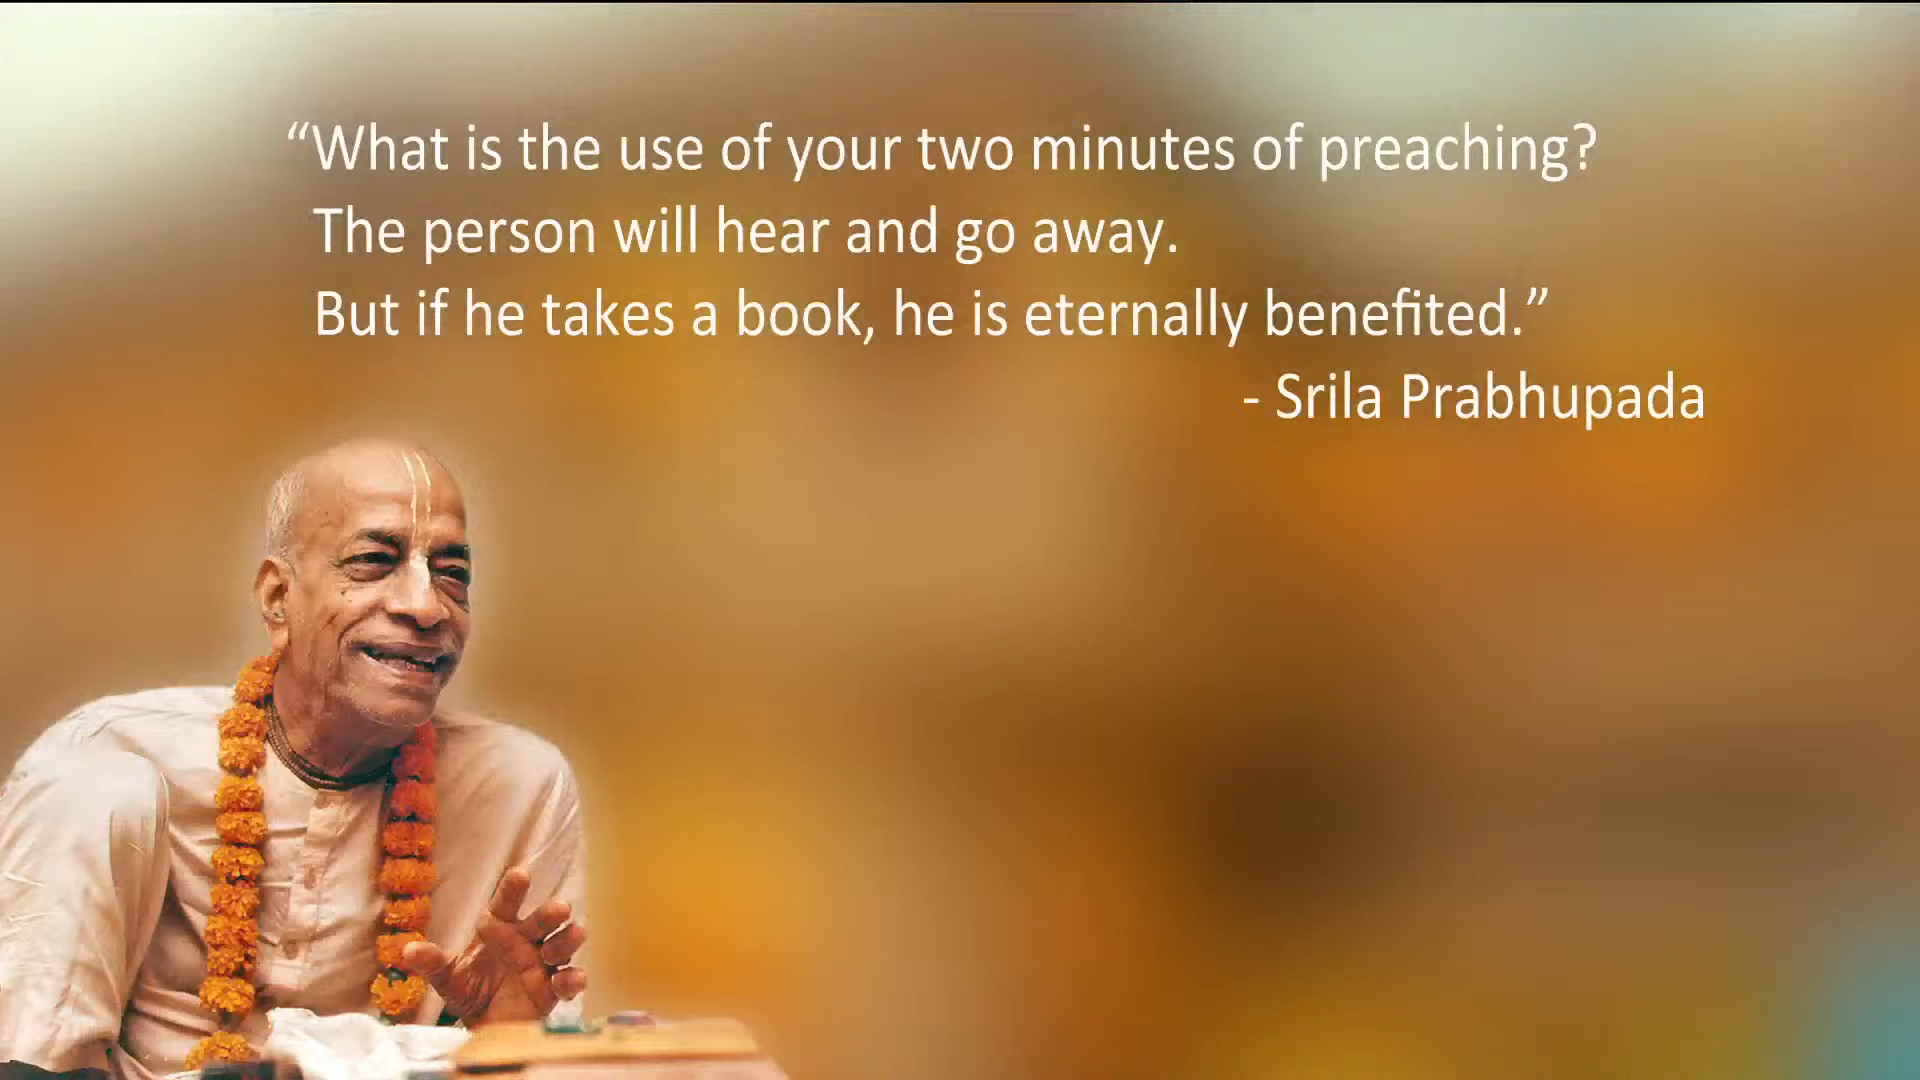 “What is the use of your two minutes of preaching?
The person will hear and go away.
But if he takes a book, he is eternally benefited.”
- Srila Prabhupada